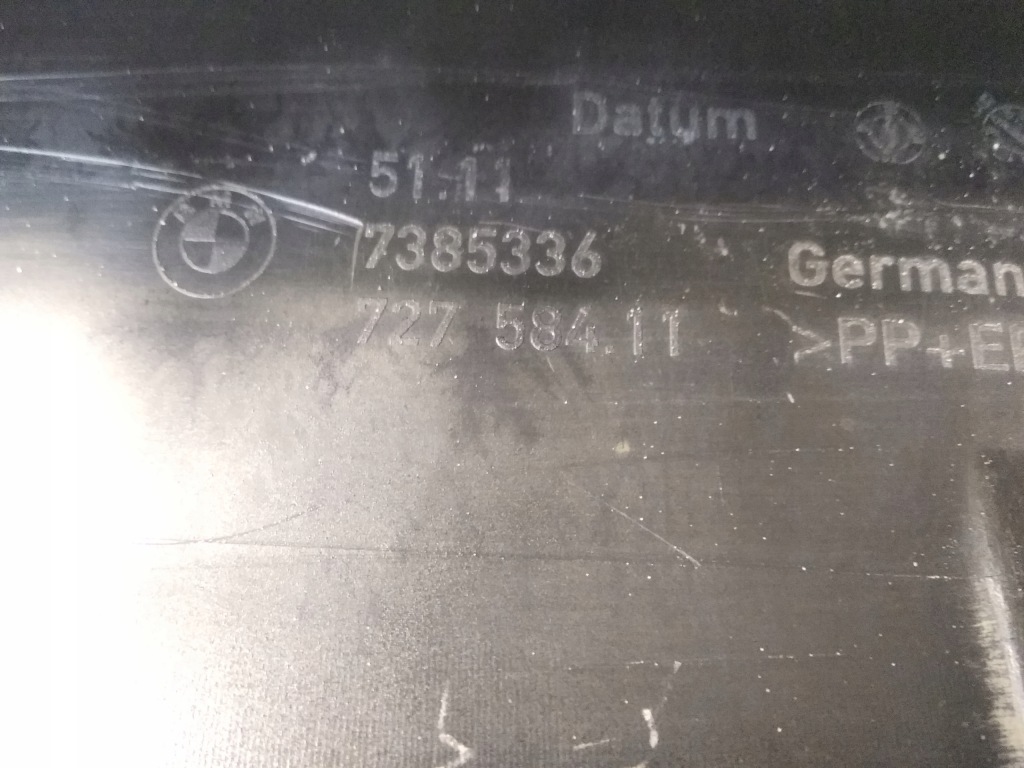 Datum
51.11
BMW
7385336
German
727 584.11
>PP+E